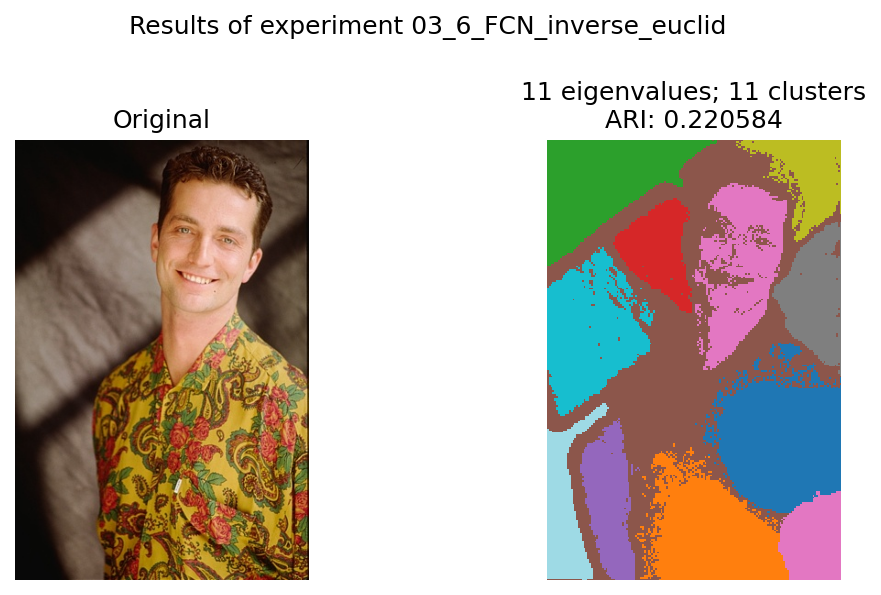 Results of experiment 03_6_FCN_inverse_euclid
Original
11 eigenvalues; 11 clusters
ARI: 0.220584